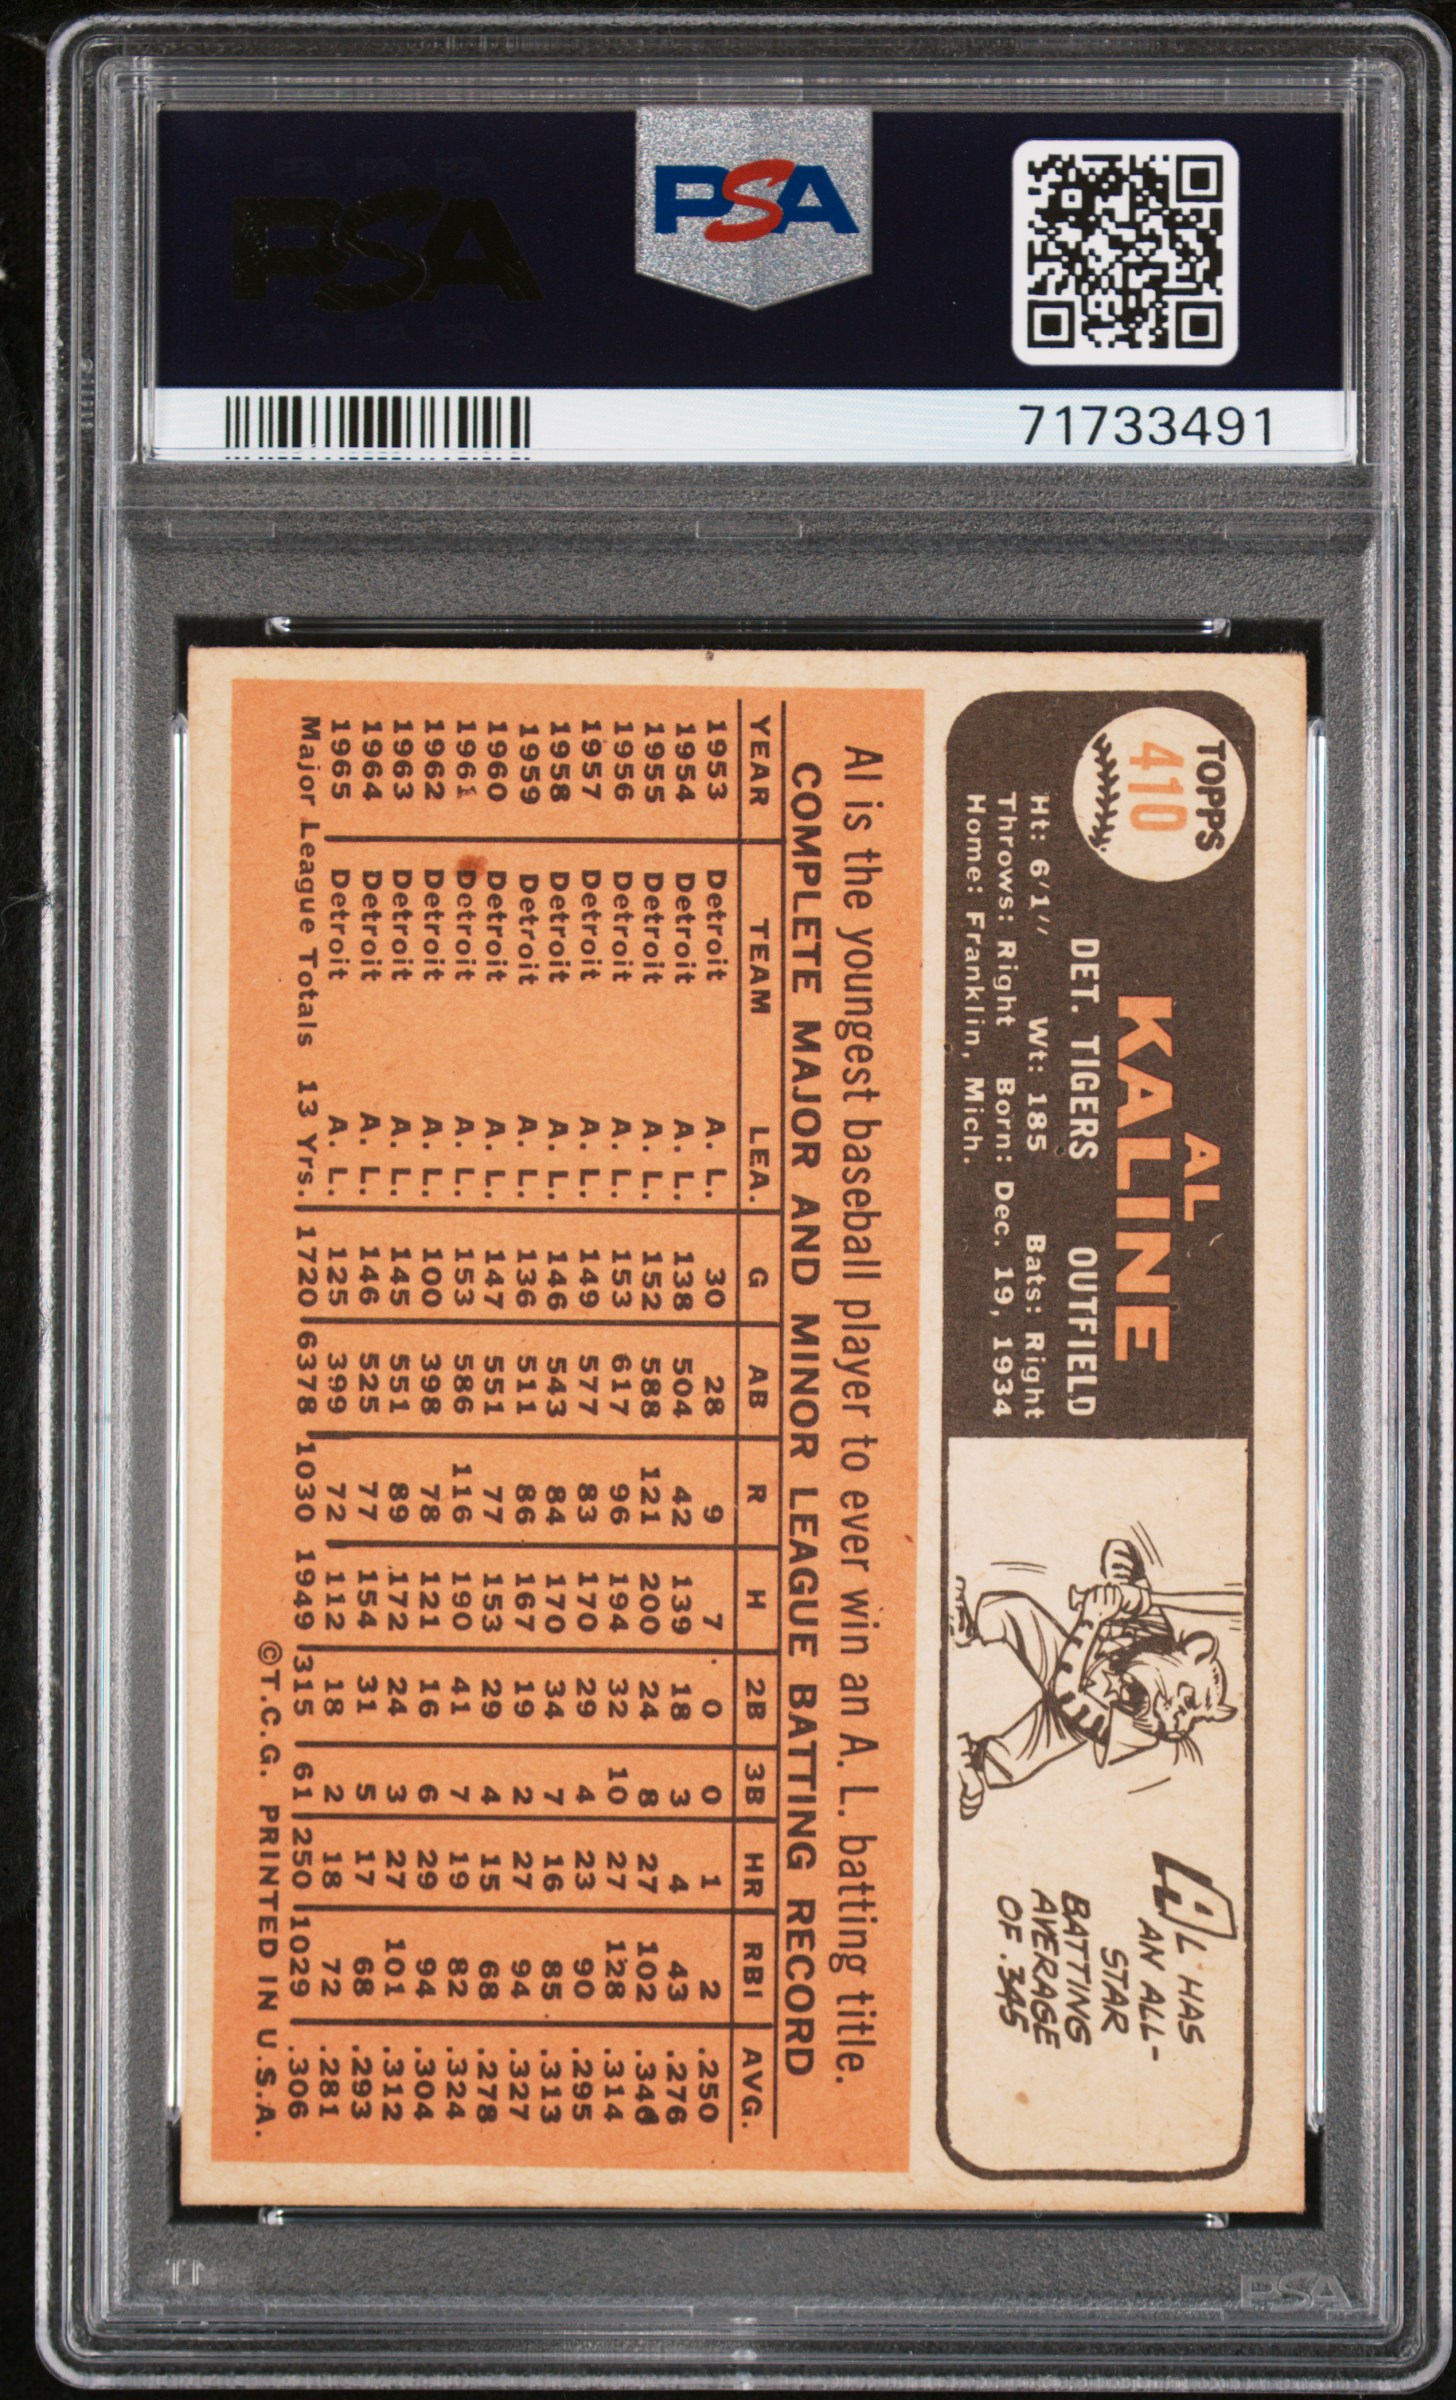 PSA
PSA
71733491
TOPPS
410
AL
KALINE
DET. TIGERS OUTFIELD
Ht: 6'1" Wt: 185 Bats: Right
Throws: Right Born: Dec. 19, 1934
Home: Franklin, Mich.
AL HAS
AN ALL-
STAR
BATTING
AVERAGE
OF .345
Al is the youngest baseball player to ever win an A. L. batting title.
COMPLETE MAJOR AND MINOR LEAGUE BATTING RECORD
YEAR TEAM LEA. G AB R H 2B 3B HR RBI AVG.
1953 Detroit A. L. 30 28 9 7 0 0 1 2 .250
1954 Detroit A. L. 138 504 42 139 18 3 4 43 .276
1955 Detroit A. L. 152 588 121 200 24 8 27 102 .346
1956 Detroit A. L. 153 617 96 194 32 10 27 128 .314
1957 Detroit A. L. 149 577 83 170 29 4 23 90 .295
1958 Detroit A. L. 146 543 84 170 34 7 16 85 .313
1959 Detroit A. L. 136 511 86 167 19 2 27 94 .327
1960 Detroit A. L. 147 551 77 153 29 4 15 68 .278
1961 Detroit A. L. 153 586 116 190 41 7 19 82 .324
1962 Detroit A. L. 100 398 78 121 16 6 29 94 .304
1963 Detroit A. L. 145 551 89 172 24 3 27 101 .312
1964 Detroit A. L. 146 525 77 154 31 5 17 68 .293
1965 Detroit A. L. 125 399 72 112 18 2 18 72 .281
Major League Totals 13 Yrs. 1720 6378 1030 1949 315 61 250 1029 .306
©T.C.G. PRINTED IN U.S.A.
PSA